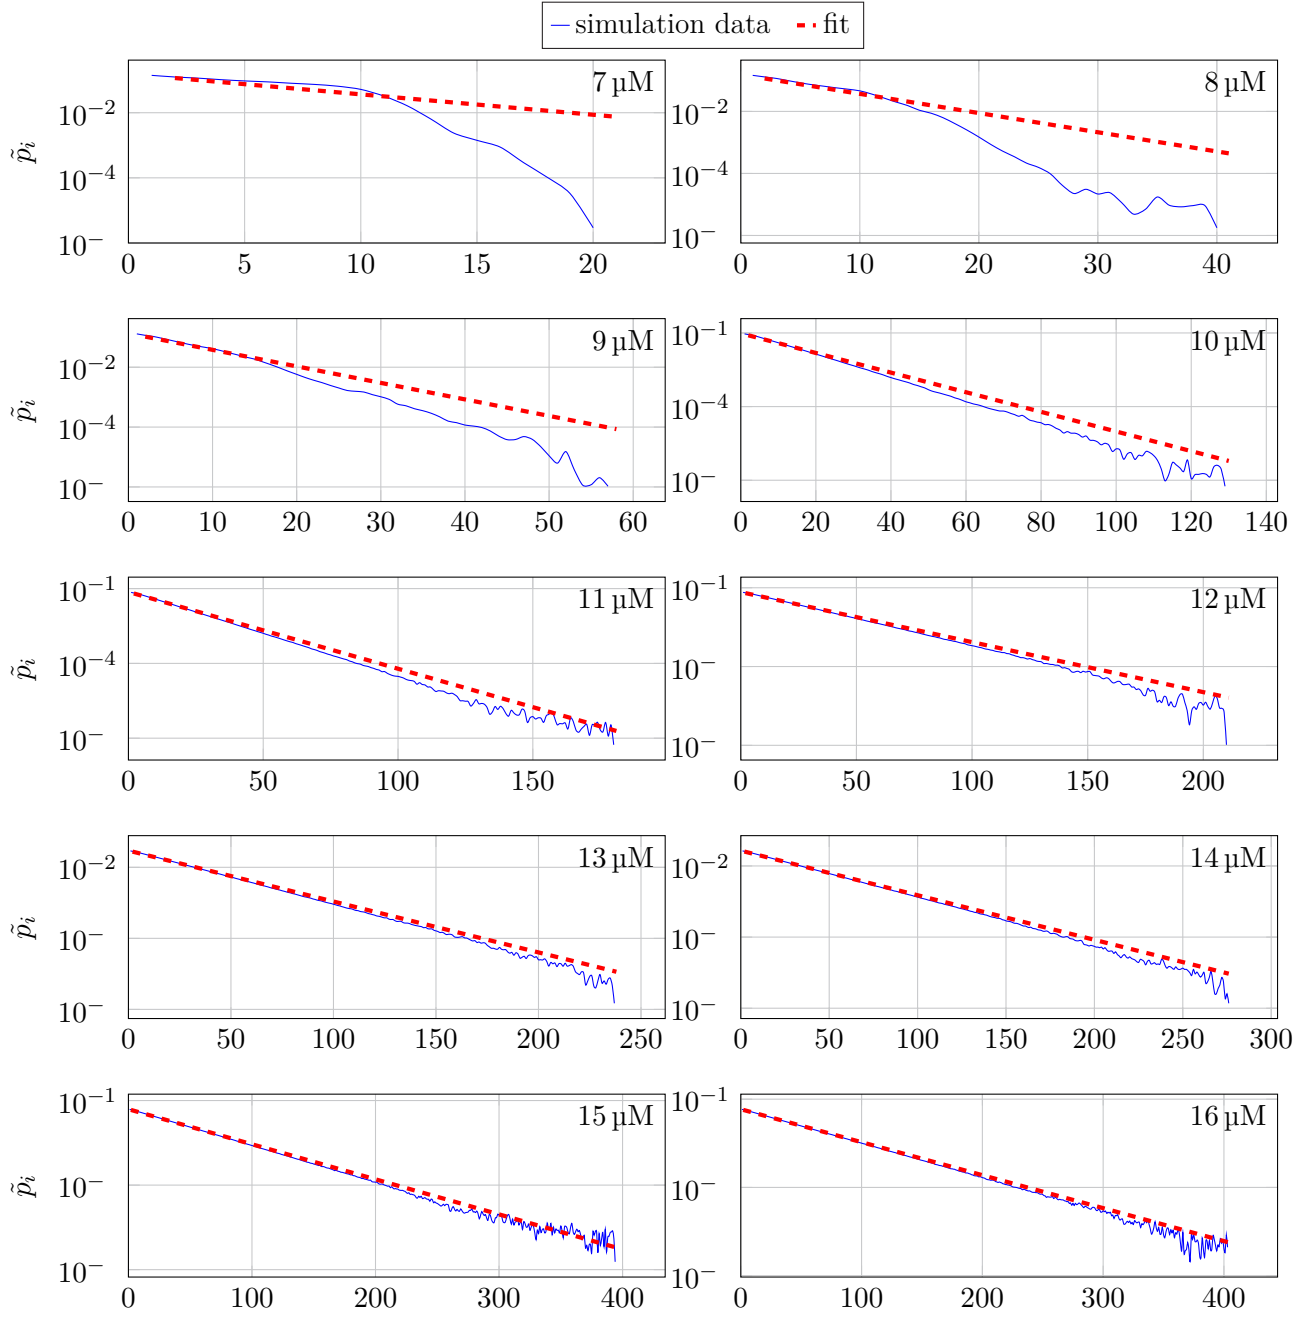 simulation data fit
7 µM 8 µM
10⁻² 10⁻²
10⁻⁴ 10⁻⁴
10⁻ 10⁻
p̃ᵢ
0 5 10 15 20 0 10 20 30 40
9 µM 10 µM
10⁻² 10⁻¹
10⁻⁴ 10⁻⁴
10⁻ 10⁻
p̃ᵢ
0 10 20 30 40 50 60 0 20 40 60 80 100 120 140
11 µM 12 µM
10⁻¹ 10⁻¹
10⁻⁴ 10⁻
10⁻ 10⁻
p̃ᵢ
0 50 100 150 0 50 100 150 200
13 µM 14 µM
10⁻² 10⁻²
10⁻ 10⁻
10⁻ 10⁻
p̃ᵢ
0 50 100 150 200 250 0 50 100 150 200 250 300
15 µM 16 µM
10⁻¹ 10⁻¹
10⁻ 10⁻
10⁻ 10⁻
p̃ᵢ
0 100 200 300 400 0 100 200 300 400